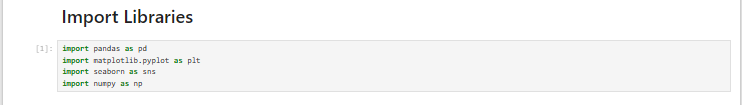 Import Libraries
[1]:
import pandas as pd
import matplotlib.pyplot as plt
import seaborn as sns
import numpy as np